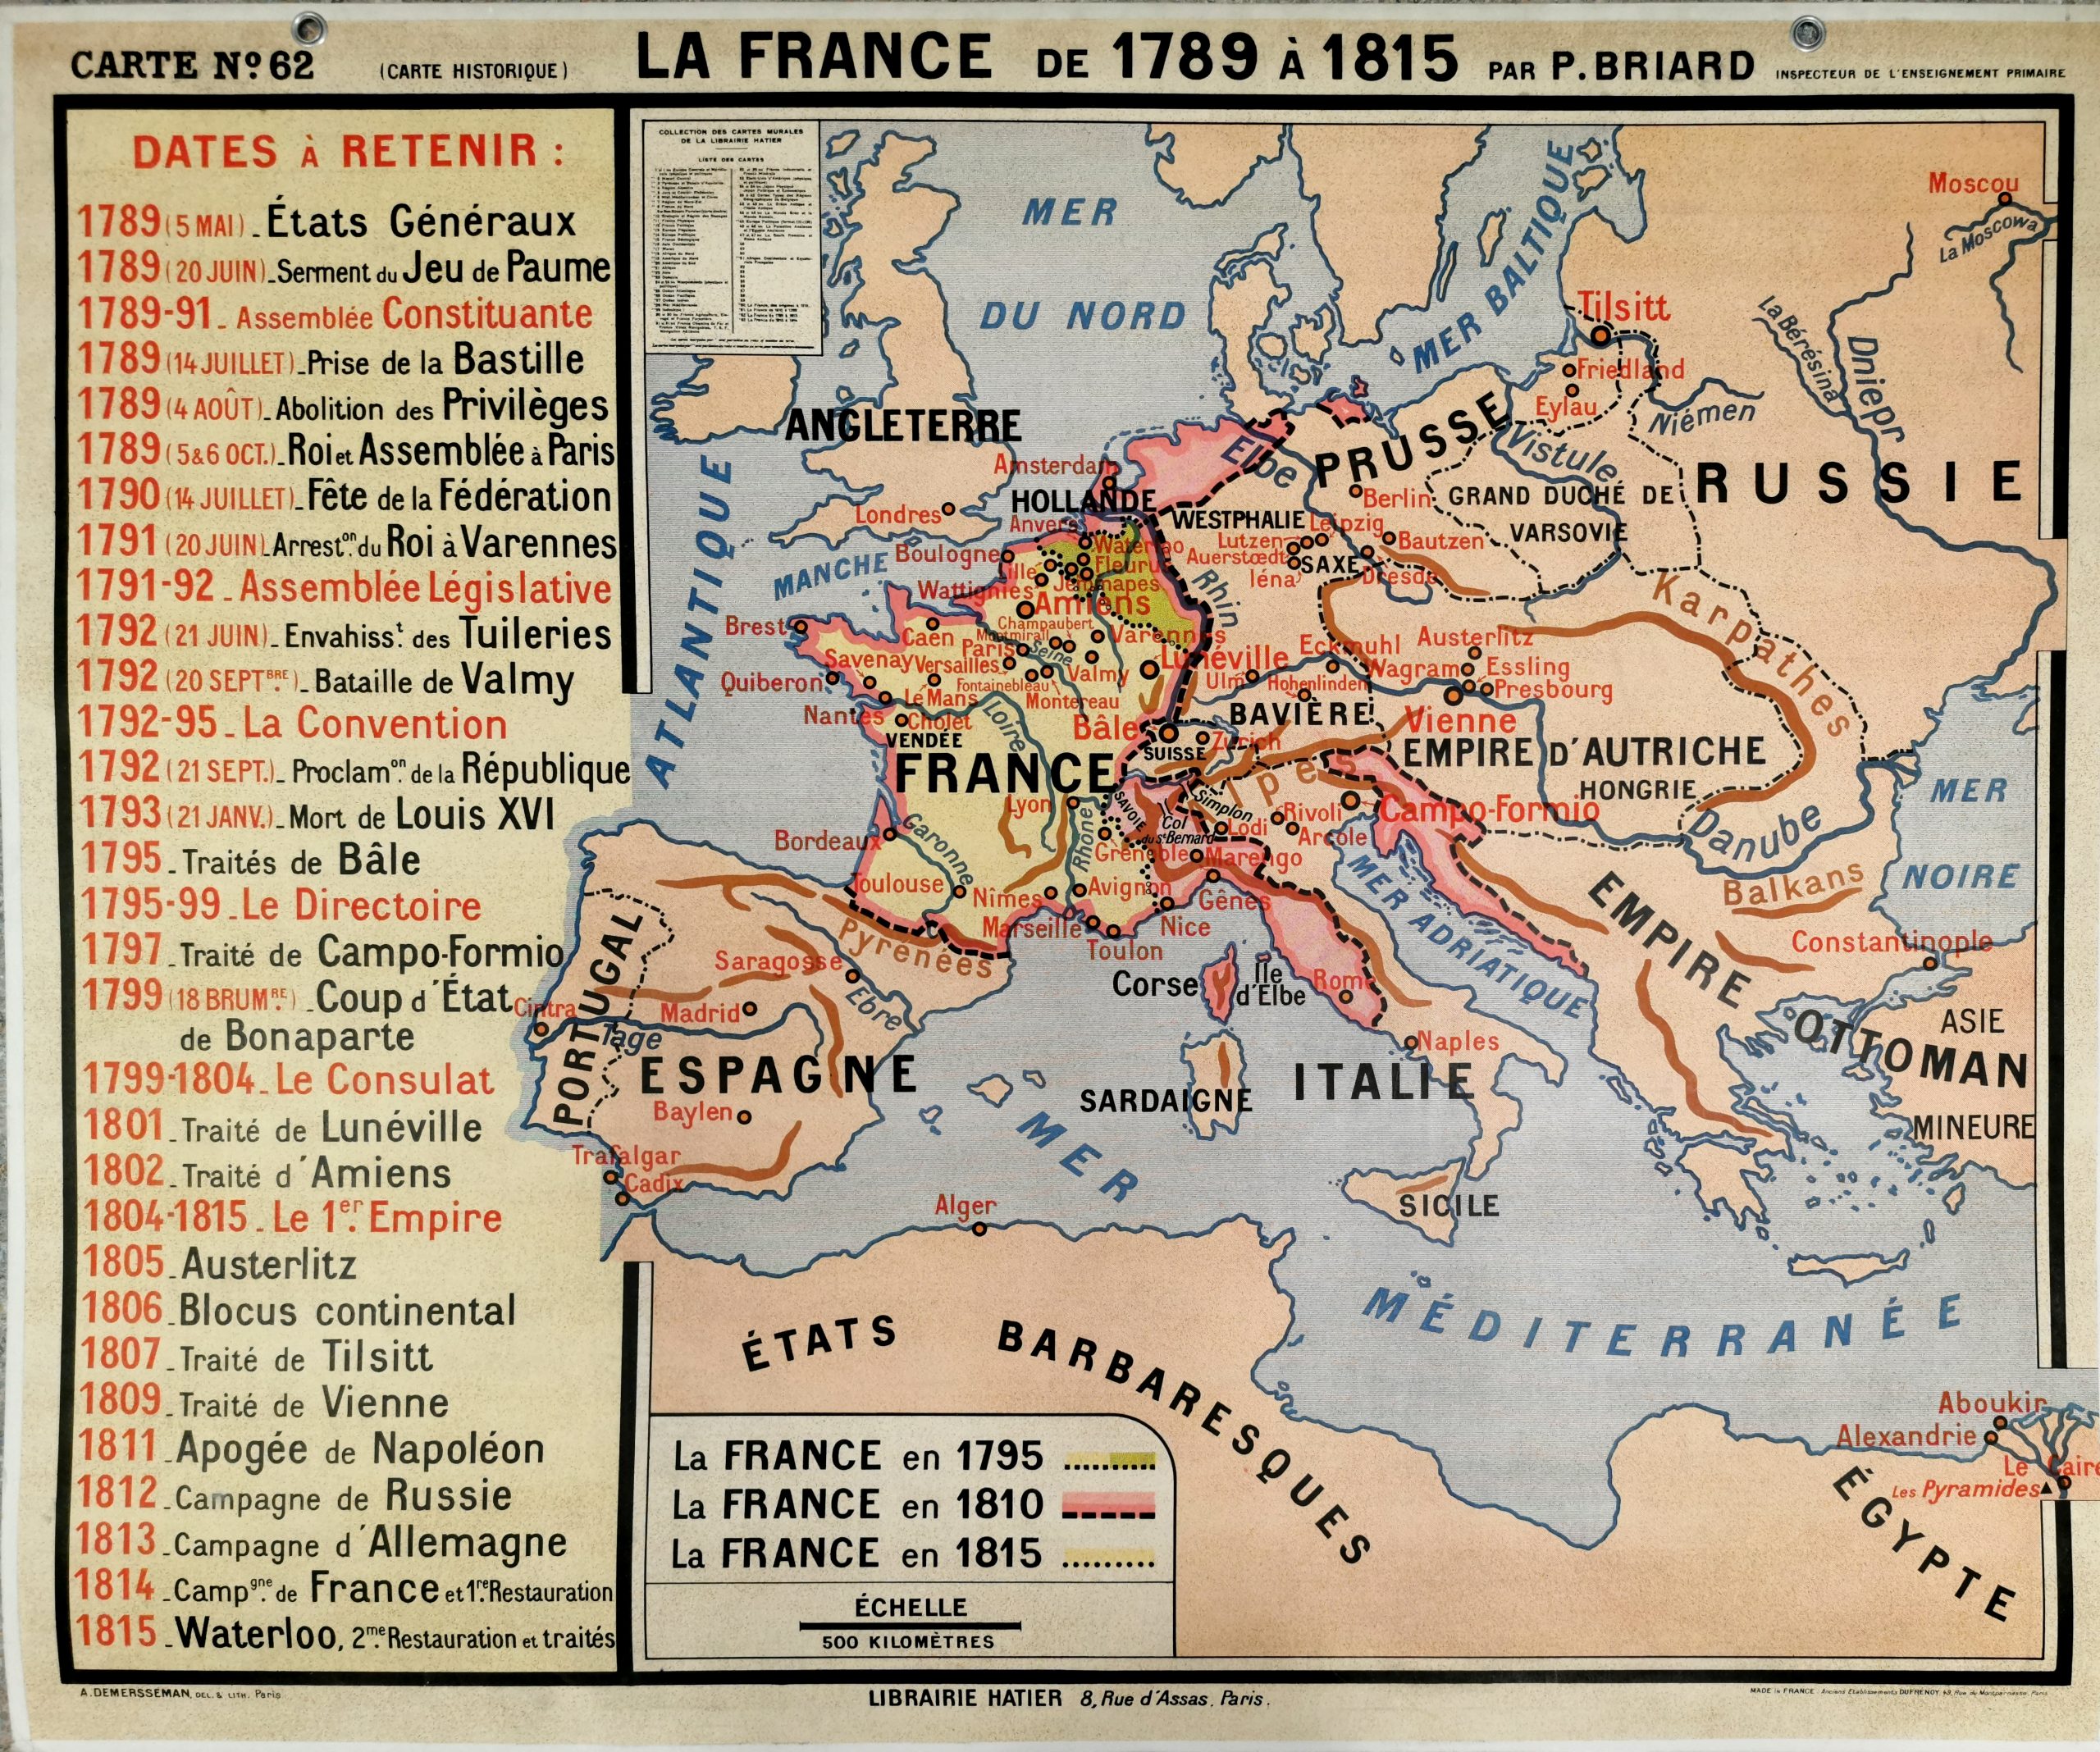 CARTE Nº 62 (CARTE HISTORIQUE) LA FRANCE DE 1789 À 1815 PAR P. BRIARD INSPECTEUR DE L'ENSEIGNEMENT PRIMAIRE
DATES À RETENIR :
1789 (5 MAI) - États Généraux
1789 (20 JUIN) - Serment du Jeu de Paume
1789-91 - Assemblée Constituante
1789 (14 JUILLET) - Prise de la Bastille
1789 (4 AOÛT) - Abolition des Privilèges
1789 (5 & 6 OCT.) - Roi et Assemblée à Paris
1790 (14 JUILLET) - Fête de la Fédération
1791 (20 JUIN) - Arrest.on du Roi à Varennes
1791-92 - Assemblée Législative
1792 (21 JUIN) - Envahiss.t des Tuileries
1792 (20 SEPT.BRE) - Bataille de Valmy
1792-95 - La Convention
1792 (21 SEPT.) - Proclam.on de la République
1793 (21 JANV.) - Mort de Louis XVI
1795 - Traités de Bâle
1795-99 - Le Directoire
1797 - Traité de Campo-Formio
1799 (18 BRUM.RE) - Coup d'État
de Bonaparte
1799-1804 - Le Consulat
1801 - Traité de Lunéville
1802 - Traité d'Amiens
1804-1815 - Le 1er. Empire
1805 - Austerlitz
1806 - Blocus continental
1807 - Traité de Tilsitt
1809 - Traité de Vienne
1811 - Apogée de Napoléon
1812 - Campagne de Russie
1813 - Campagne d'Allemagne
1814 - Camp.gne de France et 1re. Restauration
1815 - Waterloo, 2me. Restauration et traités
COLLECTION DES CARTES MURALES
DE LA LIBRAIRIE HATIER
LISTE DES CARTES
MER
DU NORD
MER BALTIQUE
Moscou
La Moscowa
Tilsitt
Friedland
Eylau
Niémen
La Bérésina
Dniepr
ANGLETERRE
Londres
Amsterdam
HOLLANDE
Anvers
Elbe
PRUSSE
Vistule
Berlin
GRAND DUCHÉ DE
VARSOVIE
RUSSIE
WESTPHALIE
Leipzig
Lutzen
Auerstœdt
Iéna
SAXE
Bautzen
Dresde
ATLANTIQUE
MANCHE
Boulogne
Lille
Waterloo
Fleurus
Jemmapes
Wattignies
Amiens
Rhin
Karpathes
Brest
Caen
Champaubert
Montmirail
Varennes
Paris
Seine
Savenay
Versailles
Valmy
Lunéville
Eckmuhl
Austerlitz
Wagram
Essling
Presbourg
Ulm
Hohenlinden
Quiberon
Fontainebleau
Le Mans
Montereau
Nantes
Cholet
Loire
VENDÉE
Bâle
BAVIÈRE
Vienne
SUISSE
Zurich
FRANCE
EMPIRE D'AUTRICHE
HONGRIE
Alpes
Lyon
SAVOIE
Simplon
Col
du St Bernard
Rivoli
Lodi
Arcole
Campo-Formio
Danube
MER
NOIRE
Bordeaux
Garonne
Rhône
Grenoble
Marengo
Toulouse
Nîmes
Avignon
Gênes
MER ADRIATIQUE
Balkans
EMPIRE OTTOMAN
Marseille
Nice
Toulon
Pyrénées
Constantinople
Saragosse
Ebre
Corse
Île
d'Elbe
Rome
Naples
ASIE
MINEURE
PORTUGAL
Cintra
Madrid
Tage
ESPAGNE
Baylen
SARDAIGNE
ITALIE
Trafalgar
Cadix
Alger
SICILE
MER
MÉDITERRANÉE
ÉTATS BARBARESQUES
Aboukir
Alexandrie
Le Caire
Les Pyramides
ÉGYPTE
La FRANCE en 1795
La FRANCE en 1810
La FRANCE en 1815
ÉCHELLE
500 KILOMÈTRES
A. DEMERSSEMAN, DEL. & LITH. Paris
LIBRAIRIE HATIER 8, Rue d'Assas, Paris.
MADE in FRANCE - Anciens Etablissements DUFRENOY, 49, Rue du Montparnasse, Paris